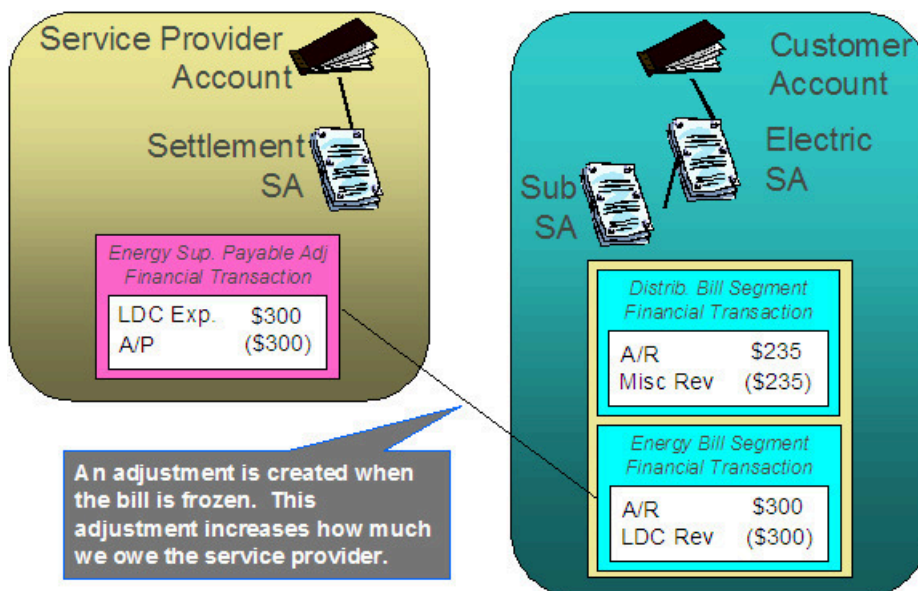 Service Provider
Account
Settlement
SA
Energy Sup. Payable Adj
Financial Transaction
LDC Exp. $300
A/P ($300)
An adjustment is created when
the bill is frozen. This
adjustment increases how much
we owe the service provider.
Customer
Account
Electric
SA
Sub
SA
Distrib. Bill Segment
Financial Transaction
A/R $235
Misc Rev ($235)
Energy Bill Segment
Financial Transaction
A/R $300
LDC Rev ($300)